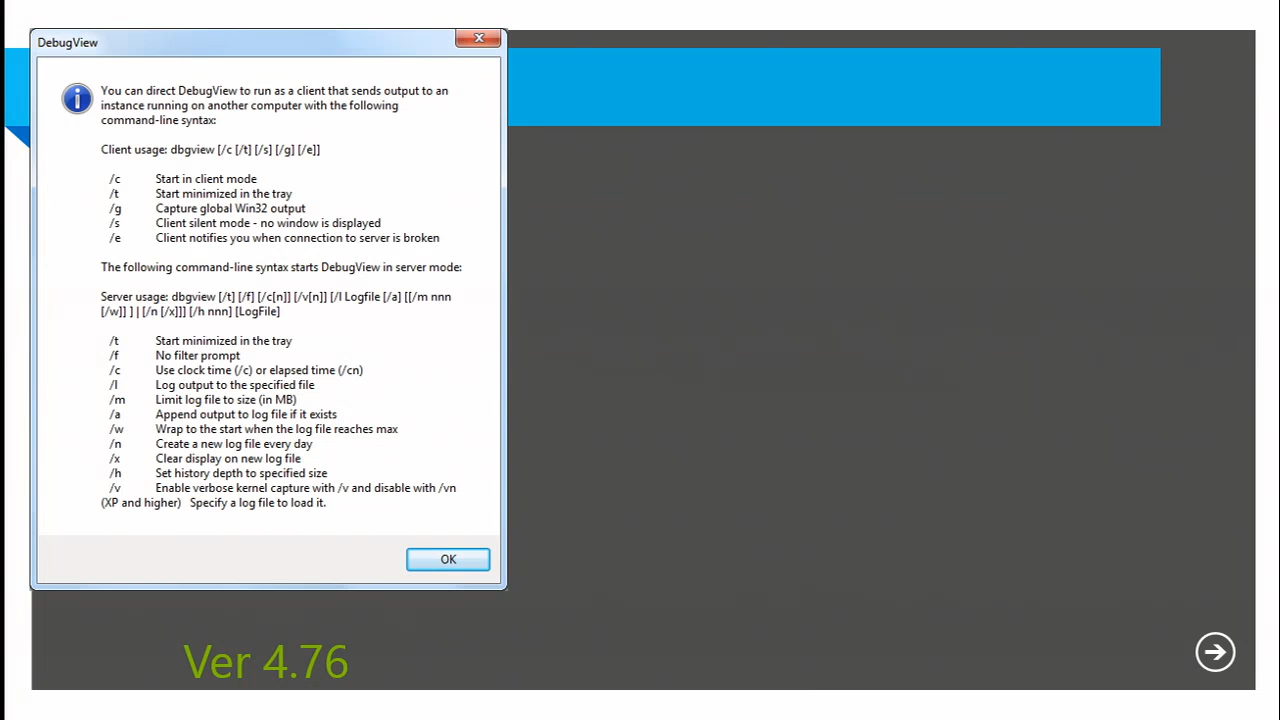 DebugView
You can direct DebugView to run as a client that sends output to an
instance running on another computer with the following
command-line syntax:
Client usage: dbgview [/c [/t] [/s] [/g] [/e]]
/c Start in client mode
/t Start minimized in the tray
/g Capture global Win32 output
/s Client silent mode - no window is displayed
/e Client notifies you when connection to server is broken
The following command-line syntax starts DebugView in server mode:
Server usage: dbgview [/t] [/f] [/c[n]] [/v[n]] [/l Logfile [/a] [[/m nnn
[/w]] ] | [/n [/x]]] [/h nnn] [LogFile]
/t Start minimized in the tray
/f No filter prompt
/c Use clock time (/c) or elapsed time (/cn)
/l Log output to the specified file
/m Limit log file to size (in MB)
/a Append output to log file if it exists
/w Wrap to the start when the log file reaches max
/n Create a new log file every day
/x Clear display on new log file
/h Set history depth to specified size
/v Enable verbose kernel capture with /v and disable with /vn
(XP and higher) Specify a log file to load it.
OK
Ver 4.76